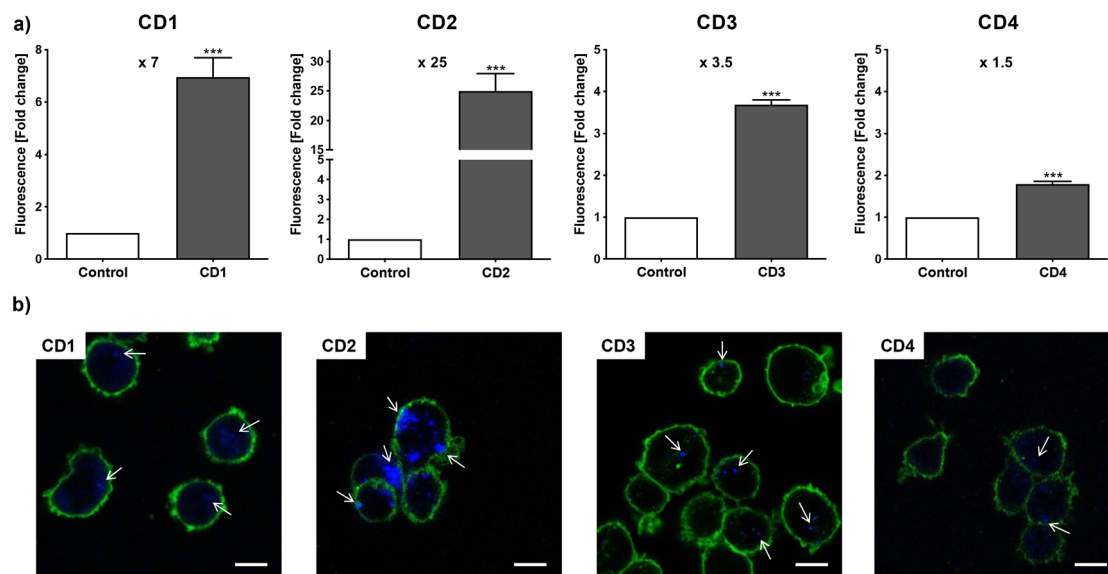 a)
CD1
Fluorescence [Fold change]
8
6
4
2
0
x 7
***
Control
CD1
CD2
Fluorescence [Fold change]
30
25
20
15
5
4
3
2
1
0
x 25
***
Control
CD2
CD3
Fluorescence [Fold change]
5
4
3
2
1
0
x 3.5
***
Control
CD3
CD4
Fluorescence [Fold change]
5
4
3
2
1
0
x 1.5
***
Control
CD4
b)
CD1
CD2
CD3
CD4